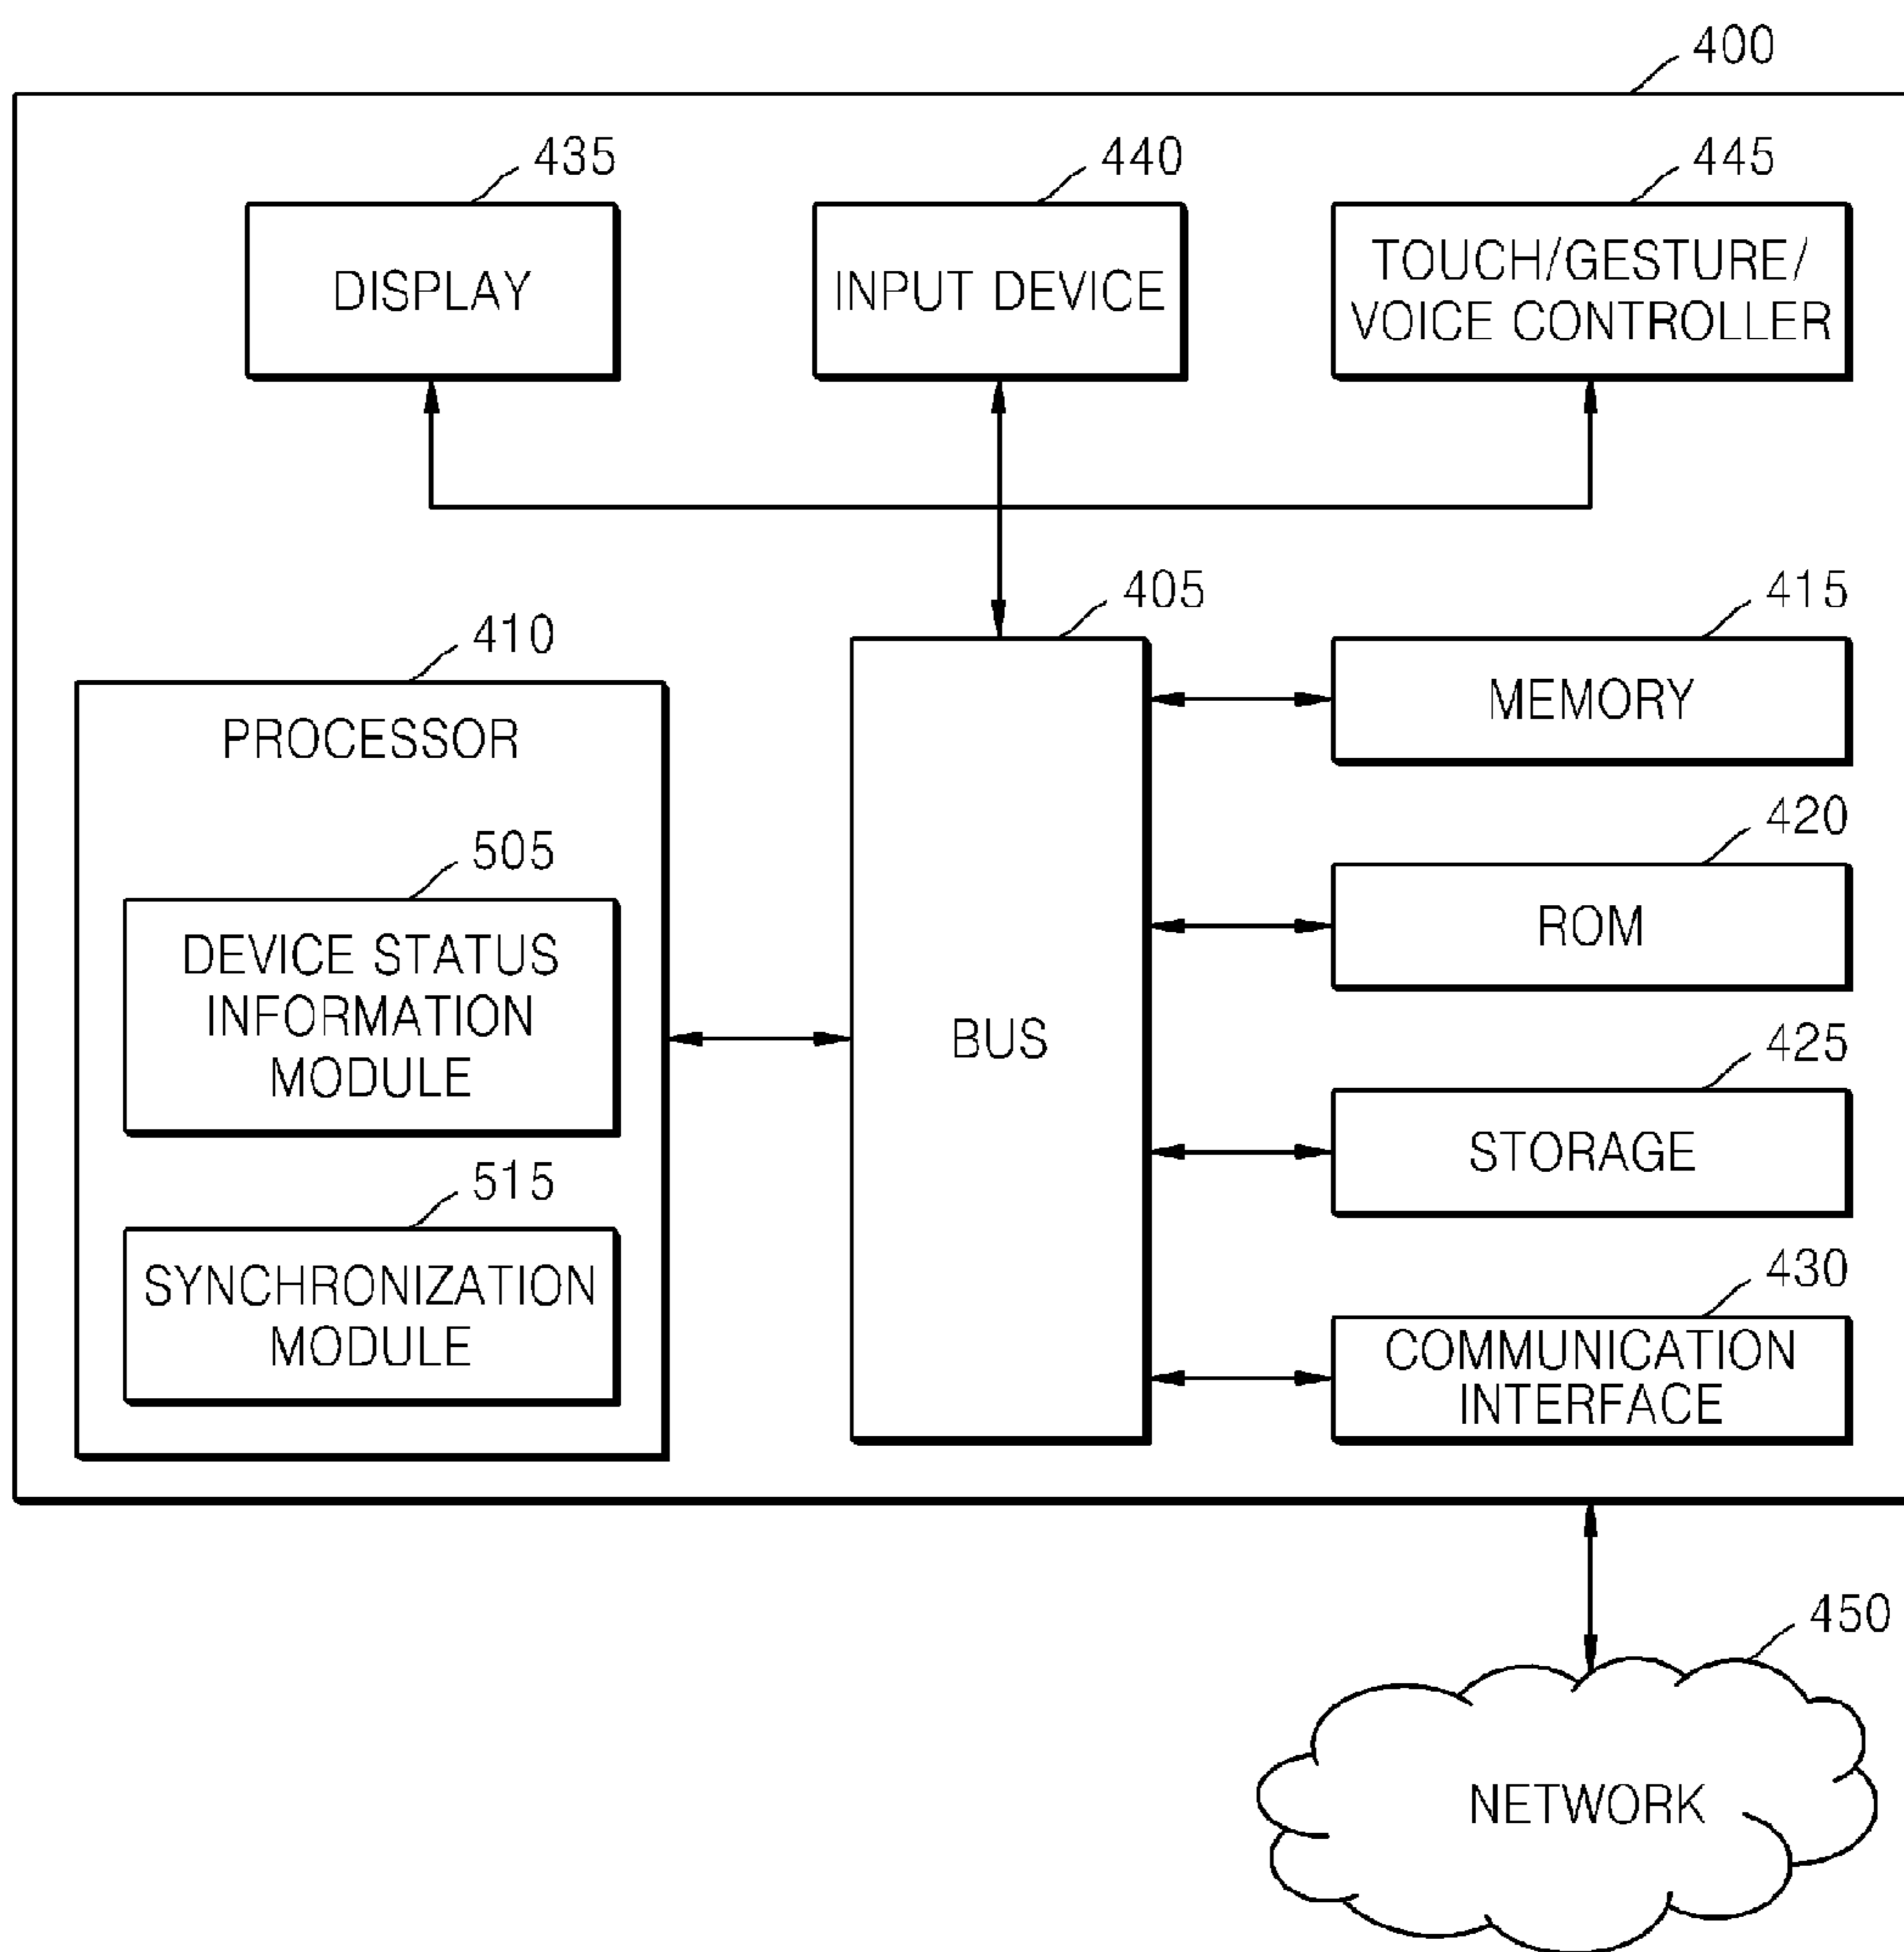 400
435
440
445
DISPLAY
INPUT DEVICE
TOUCH/GESTURE/
VOICE CONTROLLER
405
415
410
PROCESSOR
MEMORY
505
420
DEVICE STATUS
INFORMATION
MODULE
ROM
BUS
425
STORAGE
515
SYNCHRONIZATION
MODULE
430
COMMUNICATION
INTERFACE
450
NETWORK